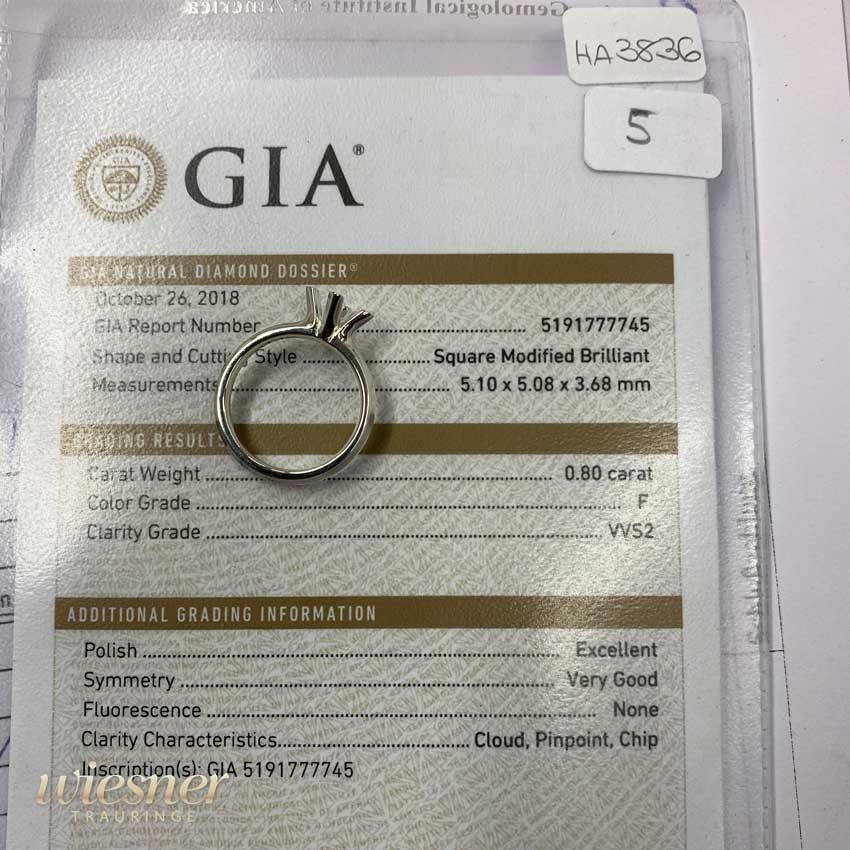 Gemological Institute of America
HA3836
5
GIA®
GIA NATURAL DIAMOND DOSSIER®
October 26, 2018
GIA Report Number 5191777745
Shape and Cutting Style Square Modified Brilliant
Measurements 5.10 x 5.08 x 3.68 mm
GRADING RESULTS
Carat Weight 0.80 carat
Color Grade F
Clarity Grade VVS2
ADDITIONAL GRADING INFORMATION
Polish Excellent
Symmetry Very Good
Fluorescence None
Clarity Characteristics Cloud, Pinpoint, Chip
Inscription(s): GIA 5191777745
wiesner
TRAURINGE